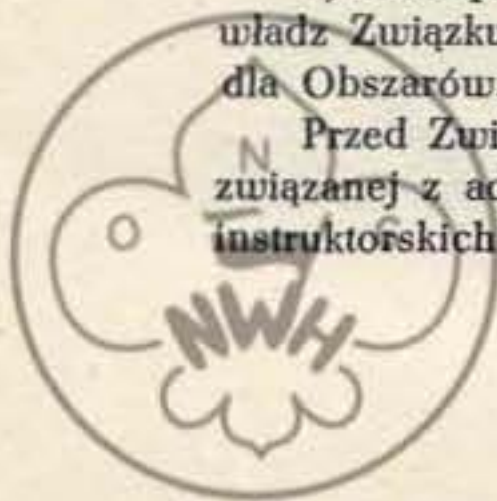 władz Związku
dla Obszarów
Przed Zwi
związanej z ad
instruktorskich
O N C
NWH